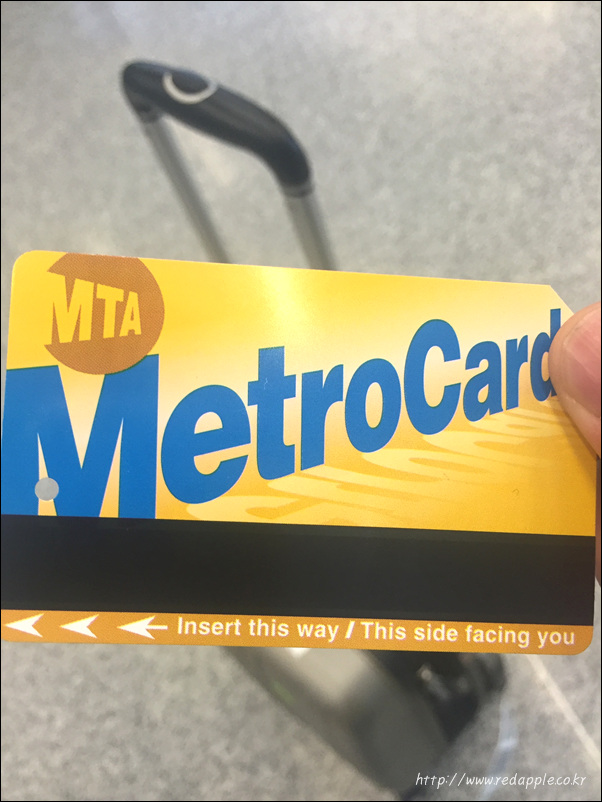 MTA
MetroCard
Insert this way / This side facing you
http://www.redapple.co.kr